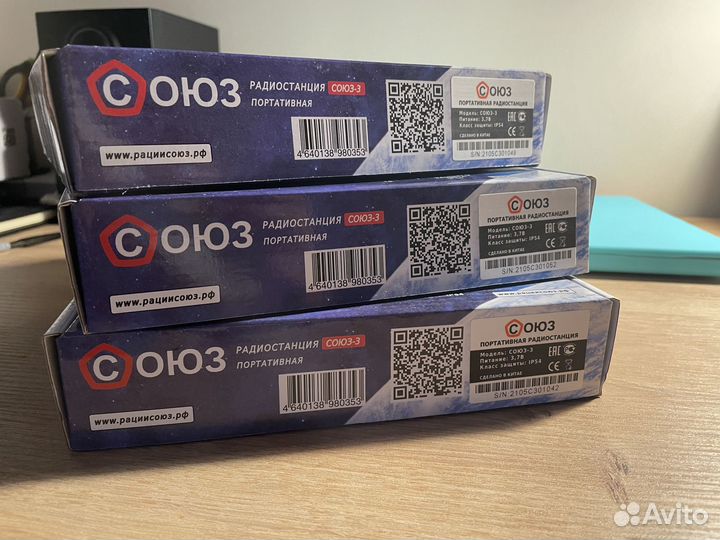 СОЮЗ
РАДИОСТАНЦИЯ СОЮЗ-3
ПОРТАТИВНАЯ
www.рациисоюз.рф
4 640138 980353
СОЮЗ
ПОРТАТИВНАЯ РАДИОСТАНЦИЯ
Модель: СОЮЗ-3
Питание: 3,7В
Класс защиты: IP54
СДЕЛАНО В КИТАЕ
S/N:2105C301049
СОЮЗ
РАДИОСТАНЦИЯ СОЮЗ-3
ПОРТАТИВНАЯ
www.рациисоюз.рф
4 640138 980353
СОЮЗ
ПОРТАТИВНАЯ РАДИОСТАНЦИЯ
Модель: СОЮЗ-3
Питание: 3,7В
Класс защиты: IP54
СДЕЛАНО В КИТАЕ
S/N:2105C301052
СОЮЗ
РАДИОСТАНЦИЯ СОЮЗ-3
ПОРТАТИВНАЯ
www.рациисоюз.рф
4 640138 980353
СОЮЗ
ПОРТАТИВНАЯ РАДИОСТАНЦИЯ
Модель: СОЮЗ-3
Питание: 3,7В
Класс защиты: IP54
СДЕЛАНО В КИТАЕ
S/N:2105C301042
Avito